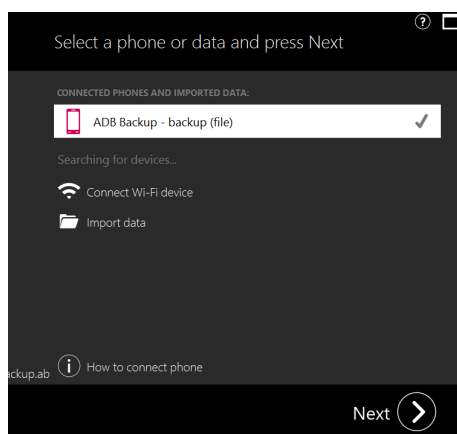 Select a phone or data and press Next
CONNECTED PHONES AND IMPORTED DATA:
ADB Backup - backup (file)
Searching for devices...
Connect Wi-Fi device
Import data
How to connect phone
ackup.ab
Next